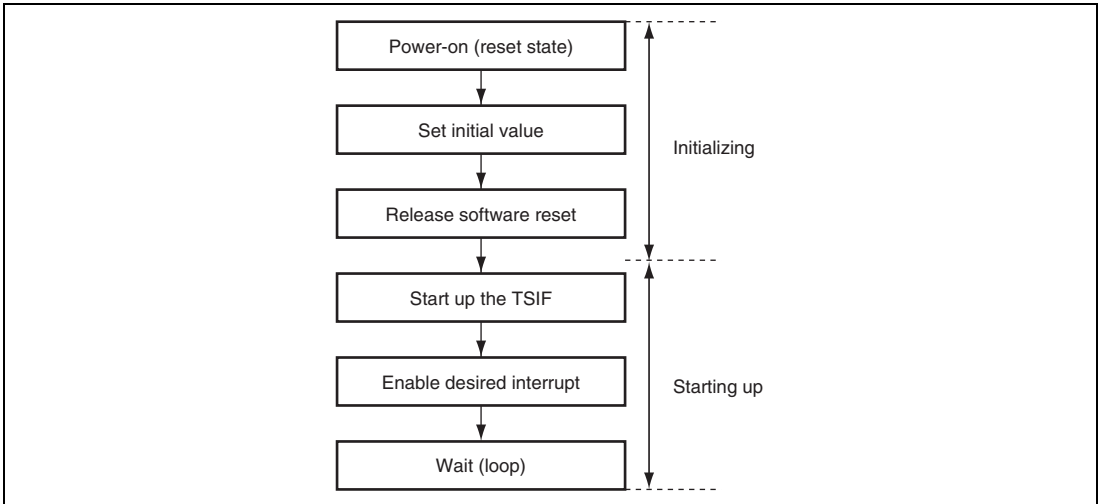 Power-on (reset state)
Set initial value
Initializing
Release software reset
Start up the TSIF
Enable desired interrupt
Starting up
Wait (loop)